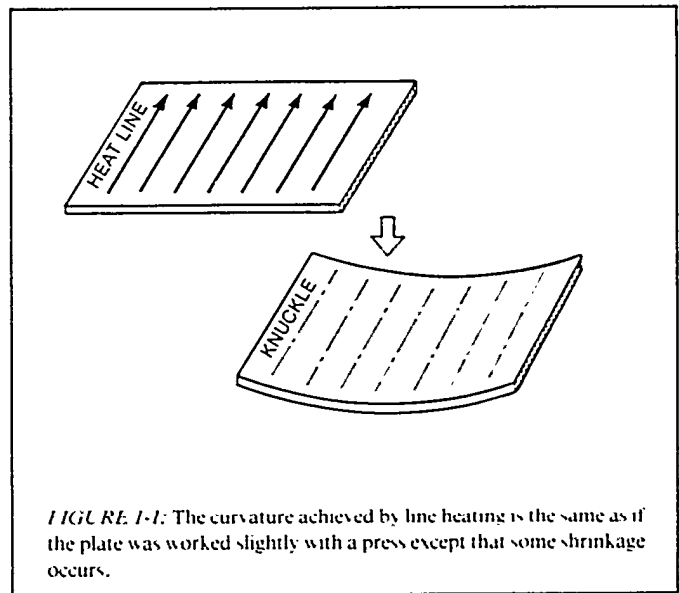 HEAT LINE
KNUCKLE
FIGURE 1-1: The curvature achieved by line heating is the same as if
the plate was worked slightly with a press except that some shrinkage
occurs.